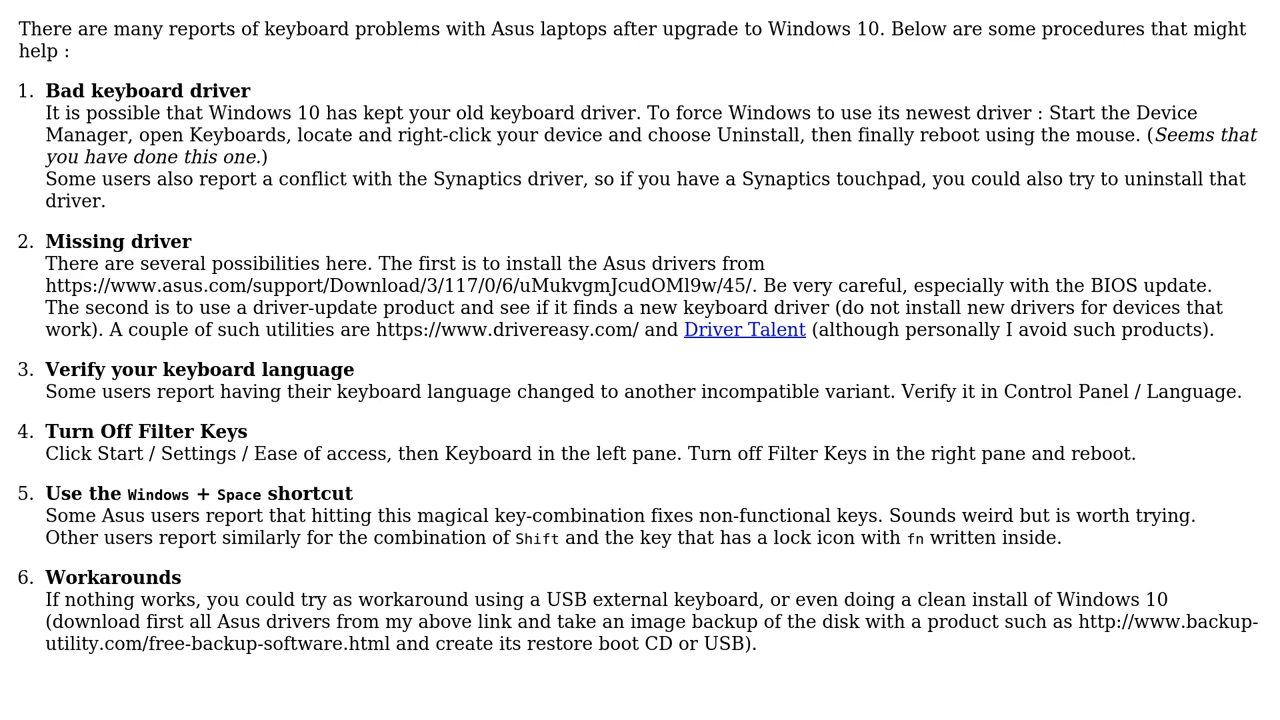 There are many reports of keyboard problems with Asus laptops after upgrade to Windows 10. Below are some procedures that might
help :
1. Bad keyboard driver
It is possible that Windows 10 has kept your old keyboard driver. To force Windows to use its newest driver : Start the Device
Manager, open Keyboards, locate and right-click your device and choose Uninstall, then finally reboot using the mouse. (Seems that
you have done this one.)
Some users also report a conflict with the Synaptics driver, so if you have a Synaptics touchpad, you could also try to uninstall that
driver.
2. Missing driver
There are several possibilities here. The first is to install the Asus drivers from
https://www.asus.com/support/Download/3/117/0/6/uMukvgmJcudOMl9w/45/. Be very careful, especially with the BIOS update.
The second is to use a driver-update product and see if it finds a new keyboard driver (do not install new drivers for devices that
work). A couple of such utilities are https://www.drivereasy.com/ and Driver Talent (although personally I avoid such products).
3. Verify your keyboard language
Some users report having their keyboard language changed to another incompatible variant. Verify it in Control Panel / Language.
4. Turn Off Filter Keys
Click Start / Settings / Ease of access, then Keyboard in the left pane. Turn off Filter Keys in the right pane and reboot.
5. Use the Windows + Space shortcut
Some Asus users report that hitting this magical key-combination fixes non-functional keys. Sounds weird but is worth trying.
Other users report similarly for the combination of Shift and the key that has a lock icon with fn written inside.
6. Workarounds
If nothing works, you could try as workaround using a USB external keyboard, or even doing a clean install of Windows 10
(download first all Asus drivers from my above link and take an image backup of the disk with a product such as http://www.backup-
utility.com/free-backup-software.html and create its restore boot CD or USB).